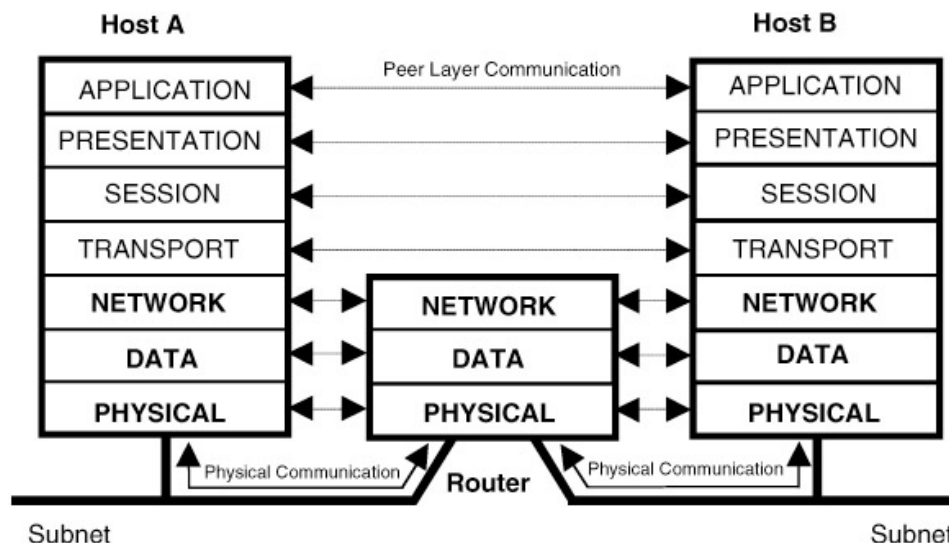 Host A
Host B
Peer Layer Communication
APPLICATION
APPLICATION
PRESENTATION
PRESENTATION
SESSION
SESSION
TRANSPORT
TRANSPORT
NETWORK
NETWORK
NETWORK
DATA
DATA
DATA
PHYSICAL
PHYSICAL
PHYSICAL
Physical Communication
Physical Communication
Router
Subnet
Subnet